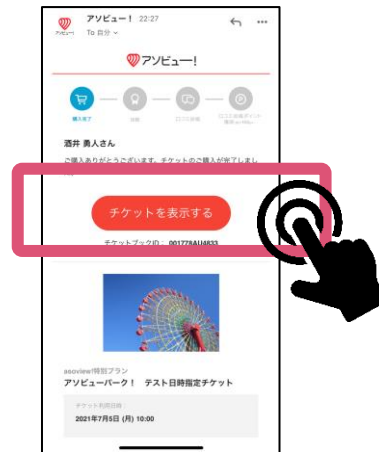 アソビュー！ 22:27
To 自分
アソビュー!
購入完了
酒井 勇人さん
ご購入ありがとうございます。チケットのご購入が完了しまし
チケットを表示する
チケットブックID： 001778AU4833
asoview!特別プラン
アソビューパーク！ テスト日時指定チケット
チケット利用日時
2021年7月5日 (月) 10:00